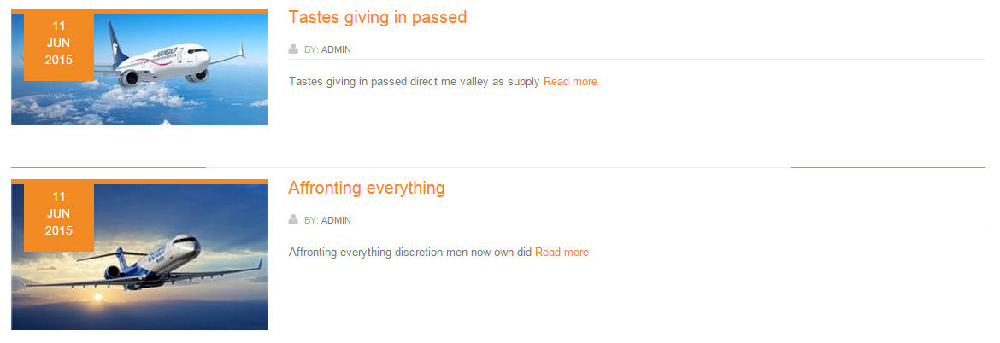 11
JUN
2015
AEROMEXICO
Tastes giving in passed
BY: ADMIN
Tastes giving in passed direct me valley as supply Read more
11
JUN
2015
Affronting everything
BY: ADMIN
Affronting everything discretion men now own did Read more